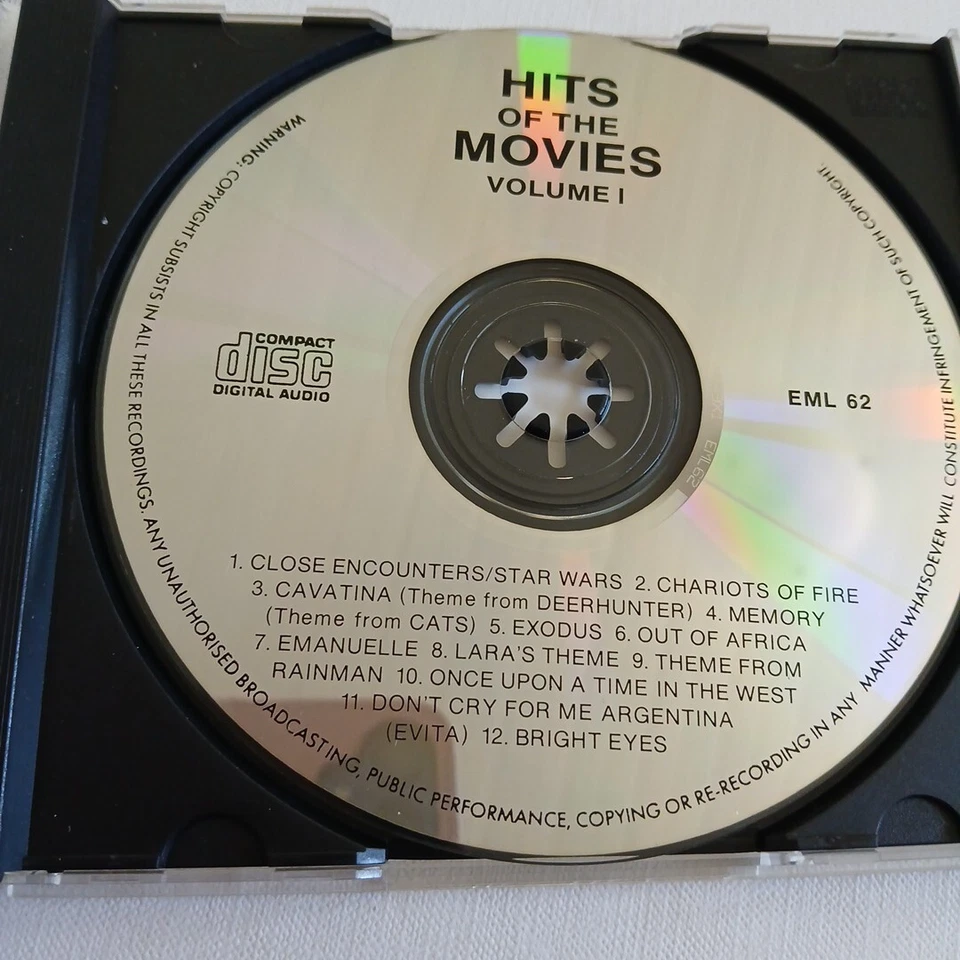 HITS
OF THE
MOVIES
VOLUME I
COMPACT
disc
DIGITAL AUDIO
EML 62
EML62
1. CLOSE ENCOUNTERS/STAR WARS 2. CHARIOTS OF FIRE
3. CAVATINA (Theme from DEERHUNTER) 4. MEMORY
(Theme from CATS) 5. EXODUS 6. OUT OF AFRICA
7. EMANUELLE 8. LARA'S THEME 9. THEME FROM
RAINMAN 10. ONCE UPON A TIME IN THE WEST
11. DON'T CRY FOR ME ARGENTINA
(EVITA) 12. BRIGHT EYES
WARNING: COPYRIGHT SUBSISTS IN ALL THESE RECORDINGS. ANY UNAUTHORISED BROADCASTING, PUBLIC PERFORMANCE, COPYING OR RE-RECORDING IN ANY MANNER WHATSOEVER WILL CONSTITUTE INFRINGEMENT OF SUCH COPYRIGHT.